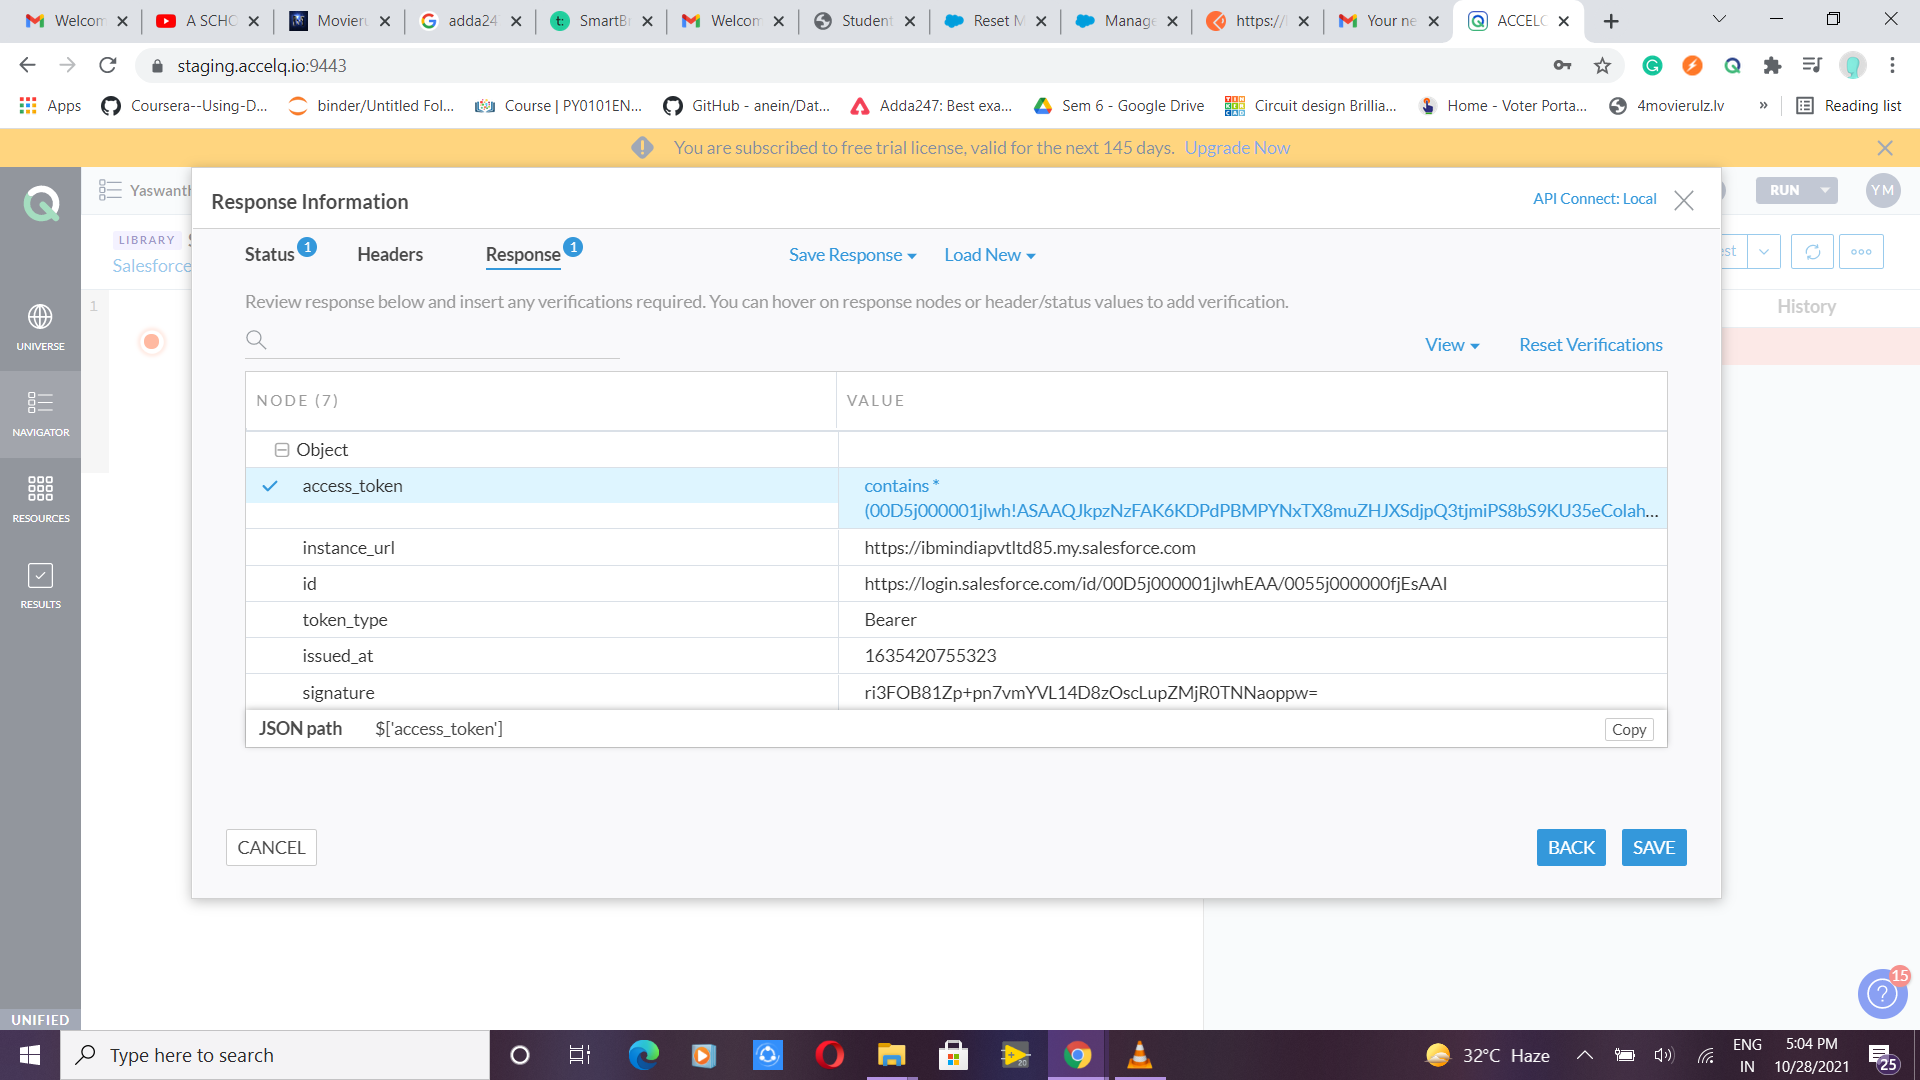 Welcom
A SCHO
Movieru
adda24
SmartBr
Welcom
Student
Reset M
Manage
https://
Your ne
ACCELQ
staging.accelq.io:9443
Apps
Coursera--Using-D...
binder/Untitled Fol...
Course | PY0101EN...
GitHub - anein/Dat...
Adda247: Best exa...
Sem 6 - Google Drive
Circuit design Brillia...
Home - Voter Porta...
4movierulz.lv
»
Reading list
You are subscribed to free trial license, valid for the next 145 days. Upgrade Now
Yaswanth
RUN
YM
Response Information
API Connect: Local
LIBRARY
Salesforce
Status 1
Headers
Response 1
Save Response
Load New
Review response below and insert any verifications required. You can hover on response nodes or header/status values to add verification.
History
1
View
Reset Verifications
UNIVERSE
NAVIGATOR
RESOURCES
RESULTS
UNIFIED
NODE (7)
VALUE
Object
access_token
contains *
(00D5j000001jlwh!ASAAQJkpzNzFAK6KDPdPBMPYNxTX8muZHJXSdjpQ3tjmiPS8bS9KU35eColah...
instance_url
https://ibmindiapvtltd85.my.salesforce.com
id
https://login.salesforce.com/id/00D5j000001jlwhEAA/0055j000000fjEsAAI
token_type
Bearer
issued_at
1635420755323
signature
ri3FOB81Zp+pn7vmYVL14D8zOscLupZMjR0TNNaoppw=
JSON path
$['access_token']
Copy
CANCEL
BACK
SAVE
15
Type here to search
32°C Haze
ENG
IN
5:04 PM
10/28/2021
25